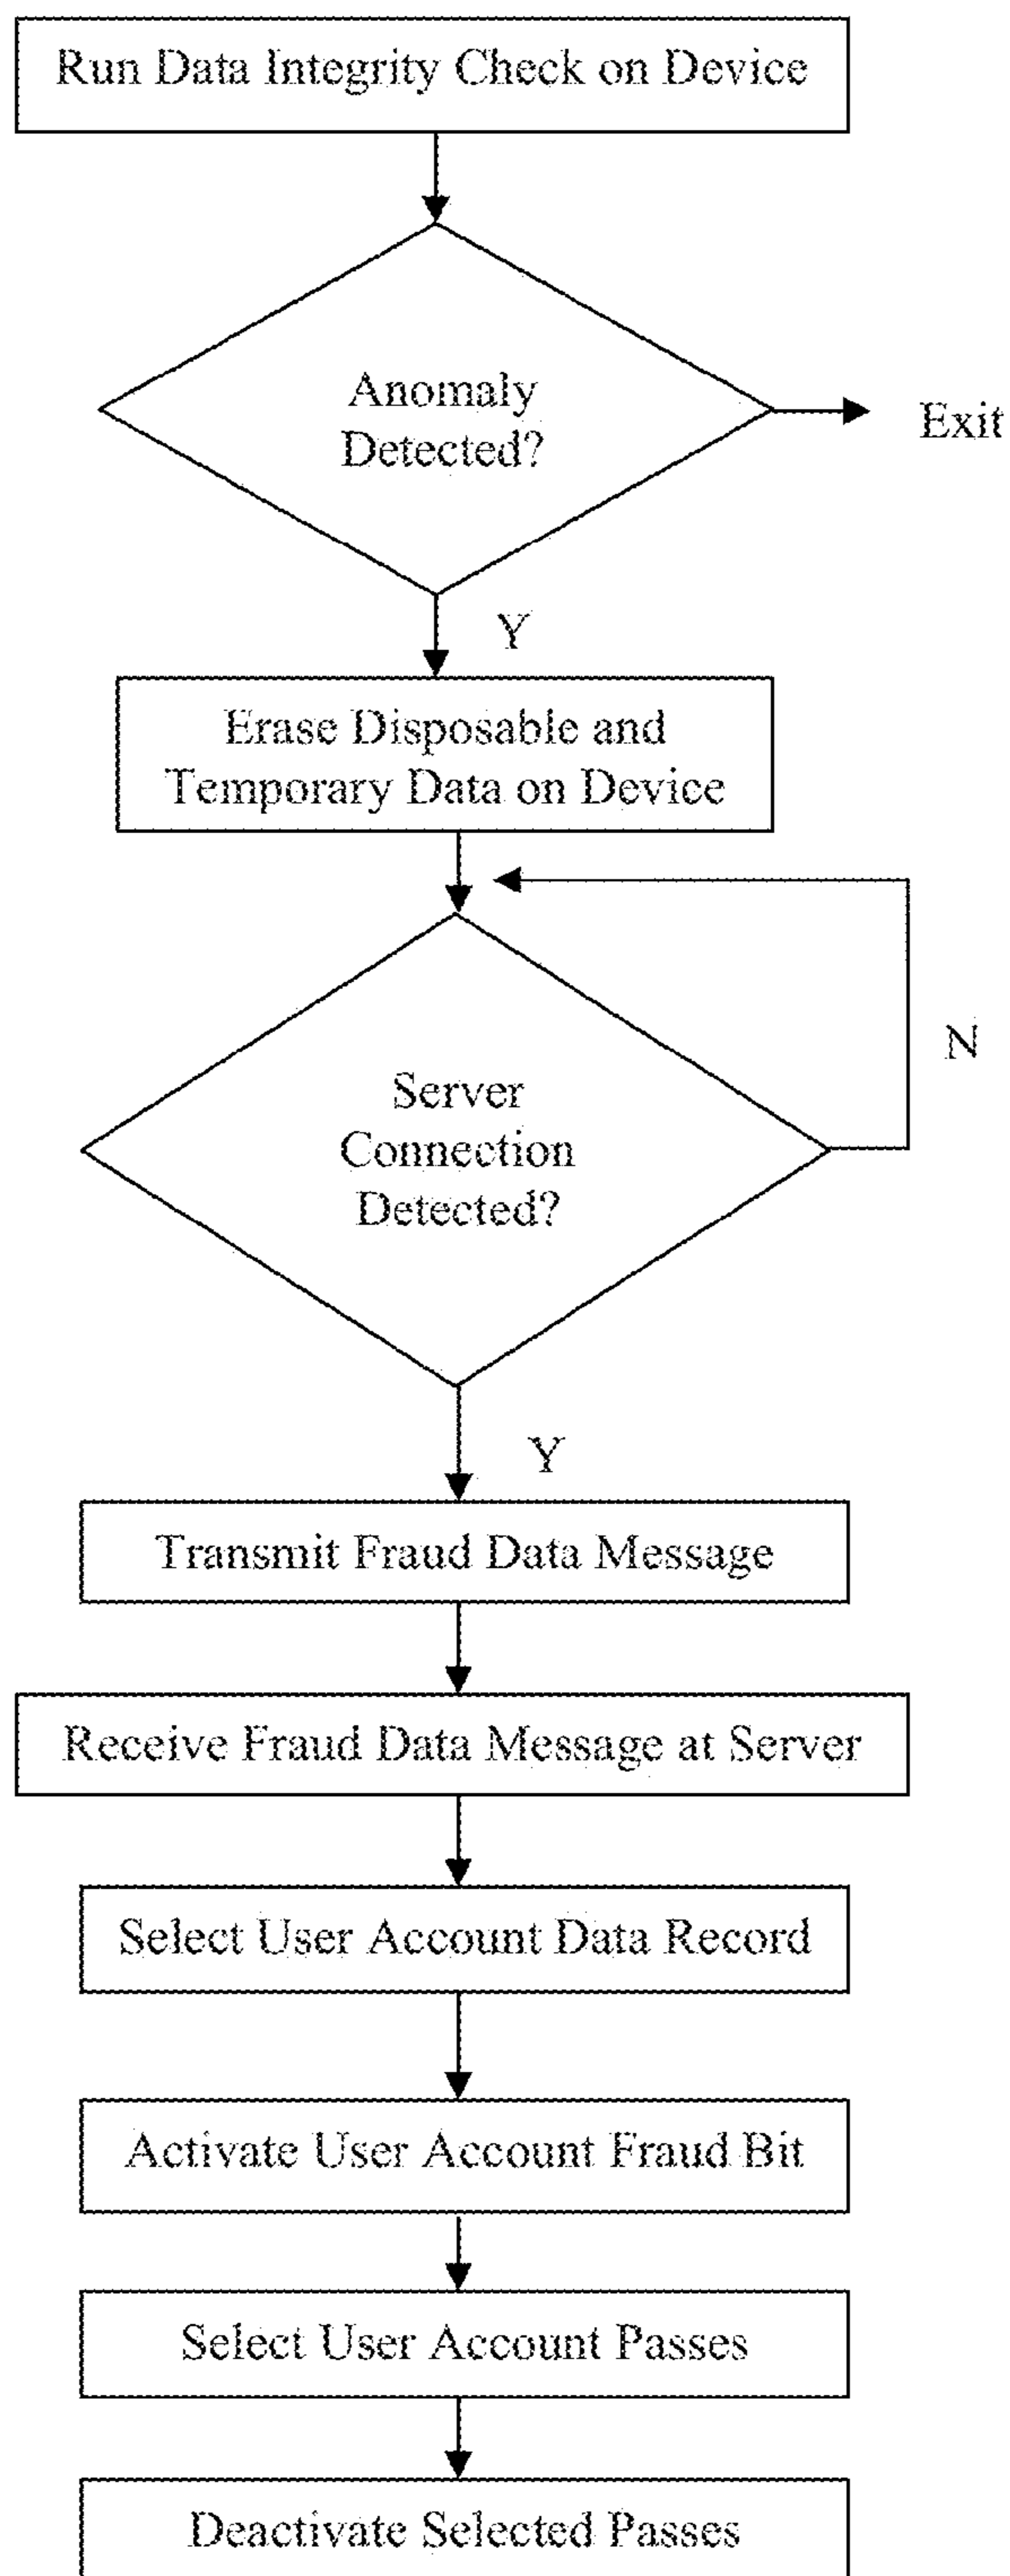 Run Data Integrity Check on Device
Anomaly
Detected?
Exit
Y
Erase Disposable and
Temporary Data on Device
N
Server
Connection
Detected?
Y
Transmit Fraud Data Message
Receive Fraud Data Message at Server
Select User Account Data Record
Activate User Account Fraud Bit
Select User Account Passes
Deactivate Selected Passes